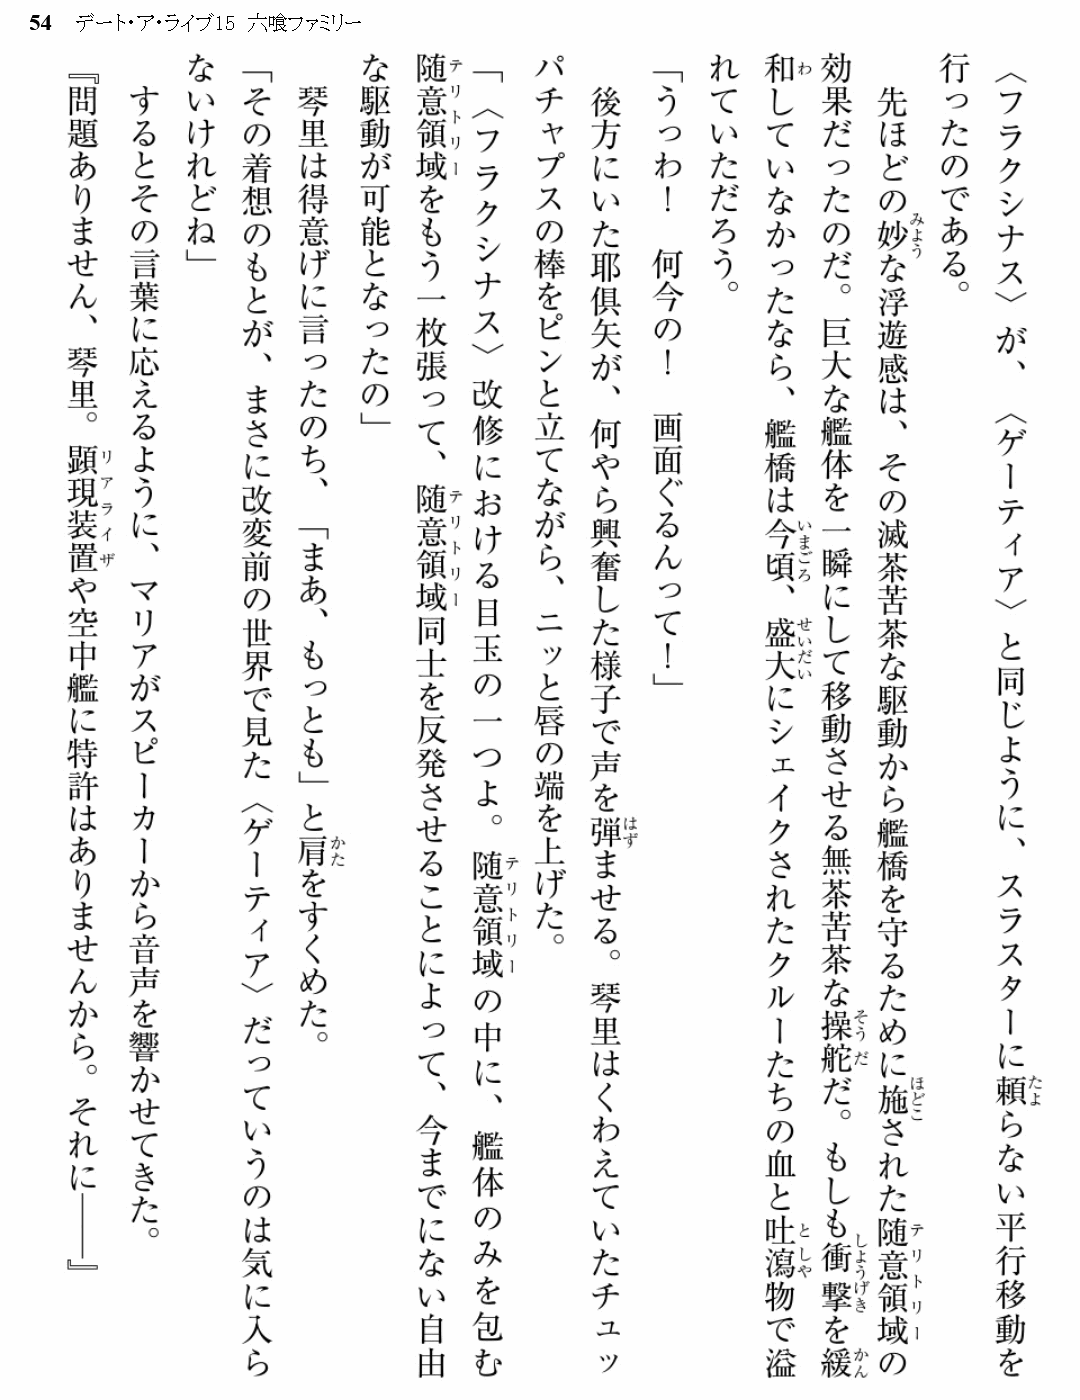 54 デート・ア・ライブ15 六喰ファミリー
〈フラクシナス〉が、〈ゲーティア〉と同じように、スラスターに頼らない平行移動を
行ったのである。
　先ほどの妙な浮遊感は、その滅茶苦茶な駆動から艦橋を守るために施された随意領域の
効果だったのだ。巨大な艦体を一瞬にして移動させる無茶苦茶な操舵だ。もしも衝撃を緩
和していなかったなら、艦橋は今頃、盛大にシェイクされたクルーたちの血と吐瀉物で溢
れていただろう。
「うっわ！　何今の！　画面ぐるんって！」
　後方にいた耶倶矢が、何やら興奮した様子で声を弾ませる。琴里はくわえていたチュッ
パチャプスの棒をピンと立てながら、ニッと唇の端を上げた。
「〈フラクシナス〉改修における目玉の一つよ。随意領域の中に、艦体のみを包む
随意領域をもう一枚張って、随意領域同士を反発させることによって、今までにない自由
な駆動が可能となったの」
　琴里は得意げに言ったのち、「まあ、もっとも」と肩をすくめた。
「その着想のもとが、まさに改変前の世界で見た〈ゲーティア〉だっていうのは気に入ら
ないけれどね」
　するとその言葉に応えるように、マリアがスピーカーから音声を響かせてきた。
『問題ありません、琴里。顕現装置や空中艦に特許はありませんから。それに――』